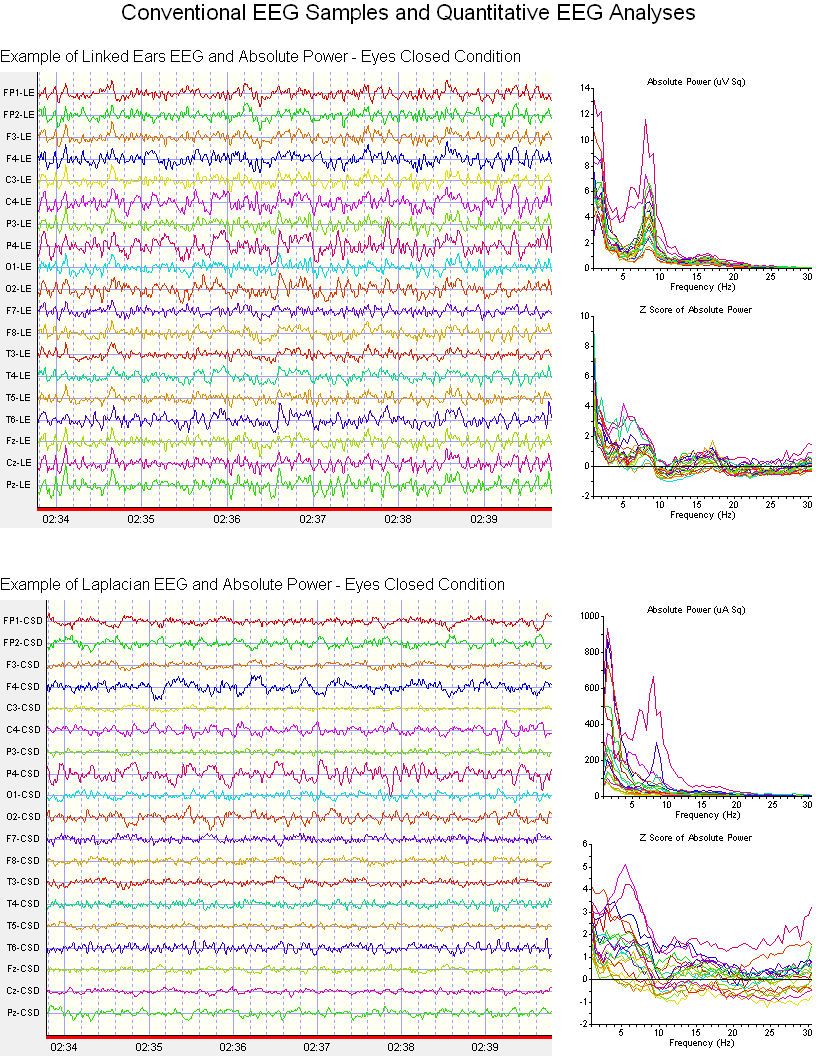 Conventional EEG Samples and Quantitative EEG Analyses
Example of Linked Ears EEG and Absolute Power - Eyes Closed Condition
FP1-LE
FP2-LE
F3-LE
F4-LE
C3-LE
C4-LE
P3-LE
P4-LE
O1-LE
O2-LE
F7-LE
F8-LE
T3-LE
T4-LE
T5-LE
T6-LE
Fz-LE
Cz-LE
Pz-LE
02:34 02:35 02:36 02:37 02:38 02:39
Absolute Power (uV Sq)
14
12
10
8
6
4
2
0
5 10 15 20 25 30
Frequency (Hz)
Z Score of Absolute Power
10
8
6
4
2
0
-2
5 10 15 20 25 30
Frequency (Hz)
Example of Laplacian EEG and Absolute Power - Eyes Closed Condition
FP1-CSD
FP2-CSD
F3-CSD
F4-CSD
C3-CSD
C4-CSD
P3-CSD
P4-CSD
O1-CSD
O2-CSD
F7-CSD
F8-CSD
T3-CSD
T4-CSD
T5-CSD
T6-CSD
Fz-CSD
Cz-CSD
Pz-CSD
02:34 02:35 02:36 02:37 02:38 02:39
Absolute Power (uA Sq)
1000
800
600
400
200
0
5 10 15 20 25 30
Frequency (Hz)
Z Score of Absolute Power
6
5
4
3
2
1
0
-1
-2
5 10 15 20 25 30
Frequency (Hz)